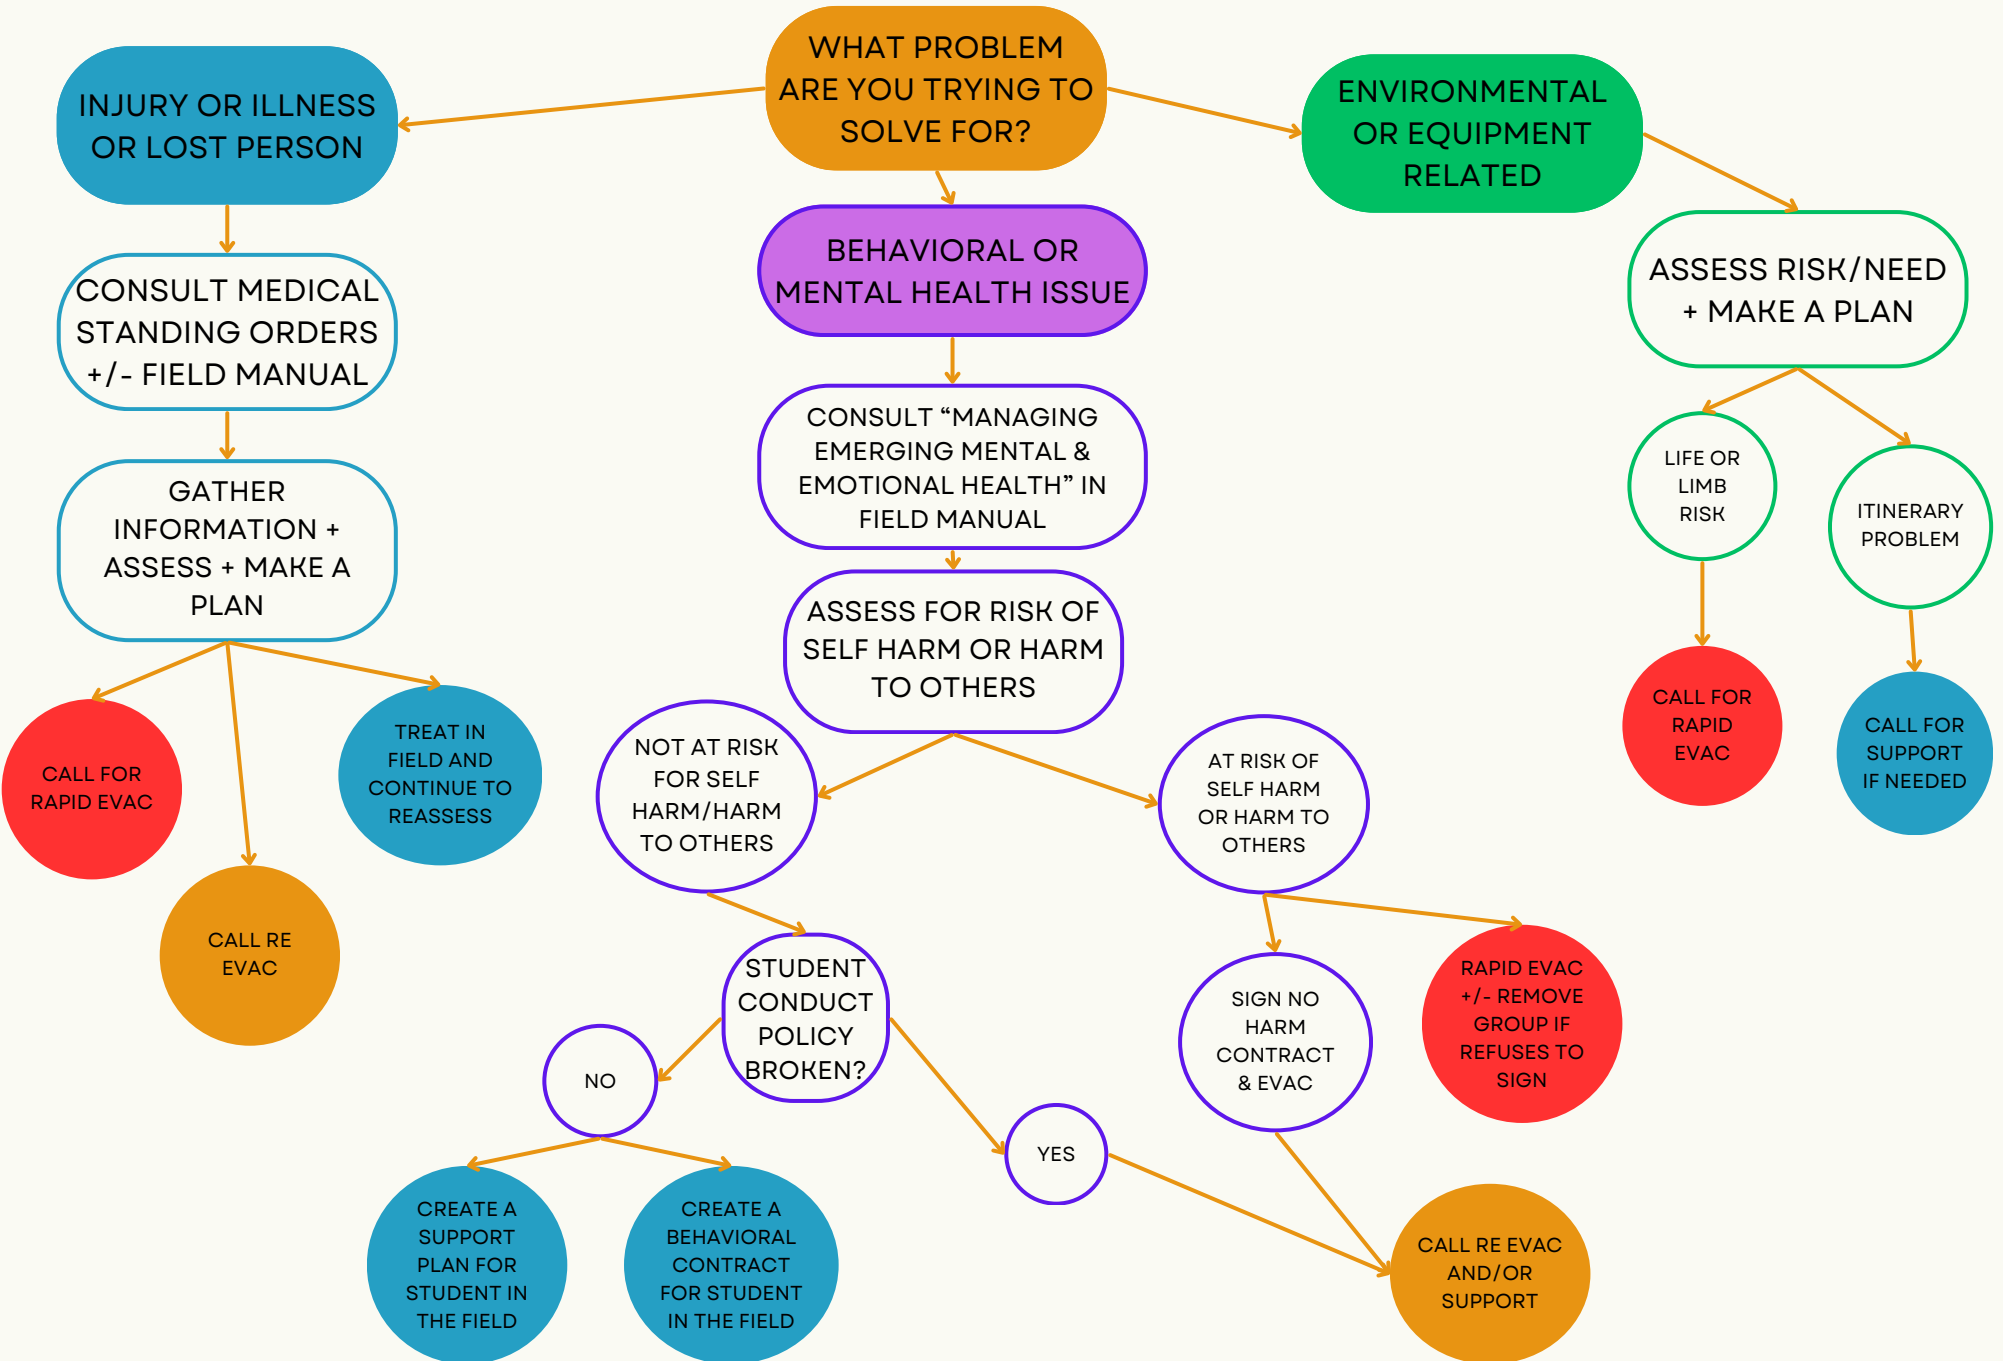 WHAT PROBLEM
ARE YOU TRYING TO
SOLVE FOR?
INJURY OR ILLNESS
OR LOST PERSON
CONSULT MEDICAL
STANDING ORDERS
+/- FIELD MANUAL
GATHER
INFORMATION +
ASSESS + MAKE A
PLAN
CALL FOR
RAPID EVAC
CALL RE
EVAC
TREAT IN
FIELD AND
CONTINUE TO
REASSESS
BEHAVIORAL OR
MENTAL HEALTH ISSUE
CONSULT “MANAGING
EMERGING MENTAL &
EMOTIONAL HEALTH” IN
FIELD MANUAL
ASSESS FOR RISK OF
SELF HARM OR HARM
TO OTHERS
NOT AT RISK
FOR SELF
HARM/HARM
TO OTHERS
STUDENT
CONDUCT
POLICY
BROKEN?
NO
CREATE A
SUPPORT
PLAN FOR
STUDENT IN
THE FIELD
CREATE A
BEHAVIORAL
CONTRACT
FOR STUDENT
IN THE FIELD
YES
AT RISK OF
SELF HARM
OR HARM TO
OTHERS
SIGN NO
HARM
CONTRACT
& EVAC
RAPID EVAC
+/- REMOVE
GROUP IF
REFUSES TO
SIGN
CALL RE EVAC
AND/OR
SUPPORT
ENVIRONMENTAL
OR EQUIPMENT
RELATED
ASSESS RISK/NEED
+ MAKE A PLAN
LIFE OR
LIMB
RISK
CALL FOR
RAPID
EVAC
ITINERARY
PROBLEM
CALL FOR
SUPPORT
IF NEEDED